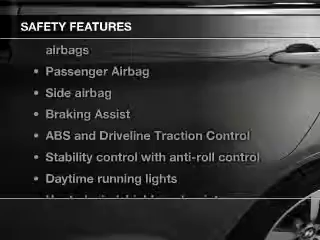 SAFETY FEATURES
airbags
• Passenger Airbag
• Side airbag
• Braking Assist
• ABS and Driveline Traction Control
• Stability control with anti-roll control
• Daytime running lights